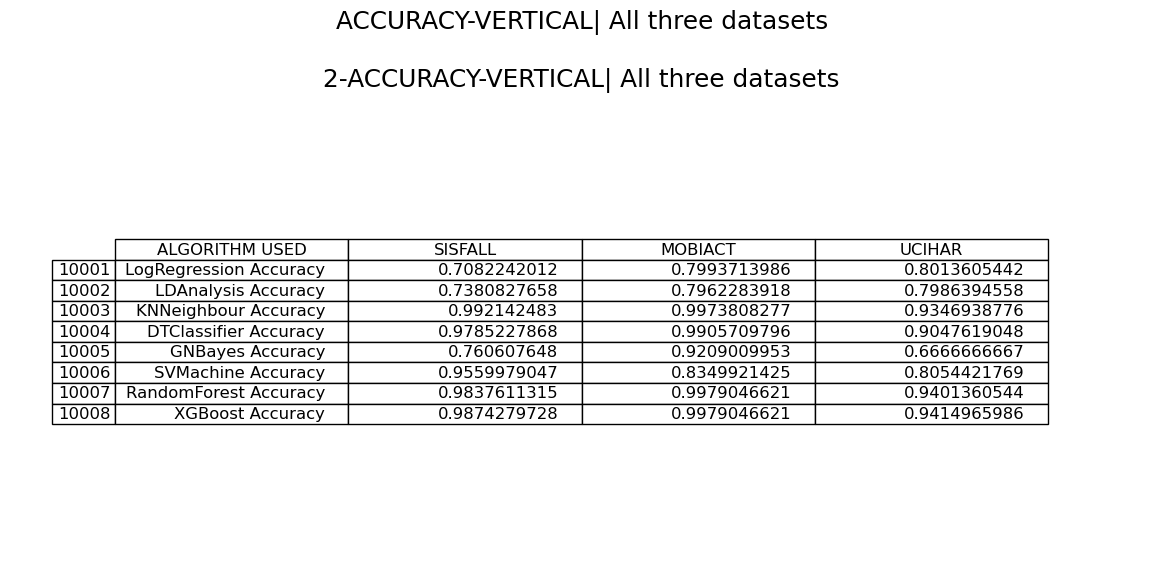 ACCURACY-VERTICAL| All three datasets
2-ACCURACY-VERTICAL| All three datasets
ALGORITHM USED SISFALL MOBIACT UCIHAR
10001 LogRegression Accuracy 0.7082242012 0.7993713986 0.8013605442
10002 LDAnalysis Accuracy 0.7380827658 0.7962283918 0.7986394558
10003 KNNeighbour Accuracy 0.992142483 0.9973808277 0.9346938776
10004 DTClassifier Accuracy 0.9785227868 0.9905709796 0.9047619048
10005 GNBayes Accuracy 0.760607648 0.9209009953 0.6666666667
10006 SVMachine Accuracy 0.9559979047 0.8349921425 0.8054421769
10007 RandomForest Accuracy 0.9837611315 0.9979046621 0.9401360544
10008 XGBoost Accuracy 0.9874279728 0.9979046621 0.9414965986